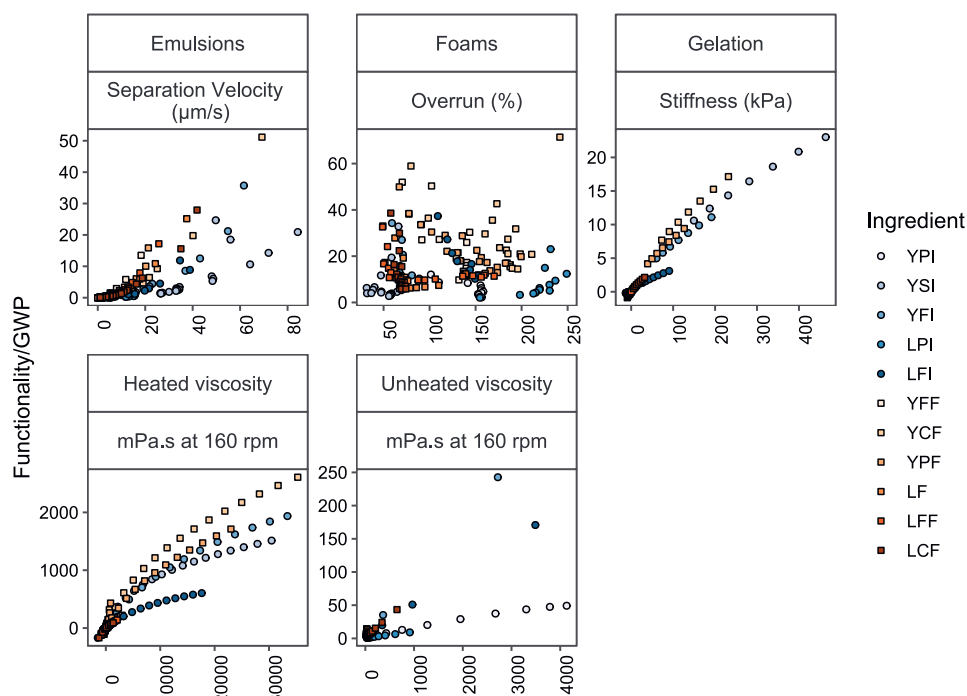 Emulsions
Foams
Gelation
Separation Velocity
(µm/s)
Overrun (%)
Stiffness (kPa)
50
40
30
20
10
0
0
20
40
60
80
60
40
20
0
50
100
150
200
250
20
15
10
5
0
0
100
200
300
400
Functionality/GWP
Heated viscosity
Unheated viscosity
mPa.s at 160 rpm
mPa.s at 160 rpm
2000
1000
0
0
250
200
150
100
50
0
0
1000
2000
3000
4000
Ingredient
YPI
YSI
YFI
LPI
LFI
YFF
YCF
YPF
LF
LFF
LCF